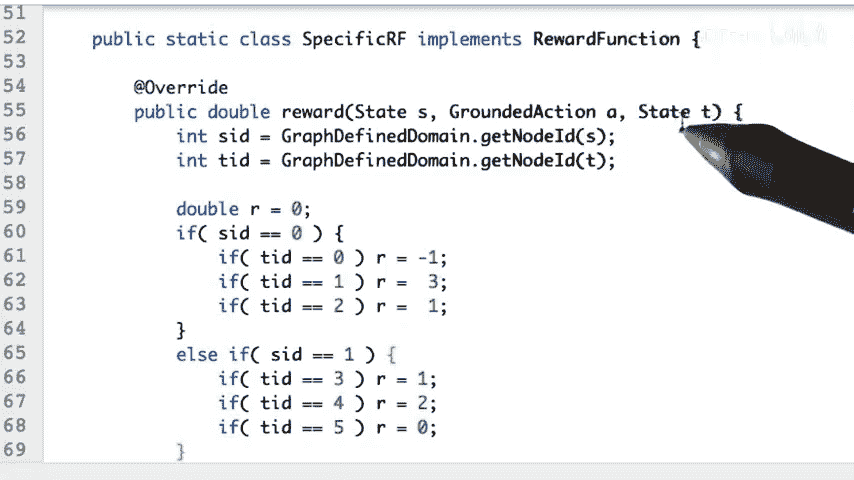 51
52 public static class SpecificRF implements RewardFunction {
53
54 @Override
55 public double reward(State s, GroundedAction a, State t) {
56 int sid = GraphDefinedDomain.getNodeId(s);
57 int tid = GraphDefinedDomain.getNodeId(t);
58
59 double r = 0;
60 if( sid == 0 ) {
61 if( tid == 0 ) r = -1;
62 if( tid == 1 ) r = 3;
63 if( tid == 2 ) r = 1;
64 }
65 else if( sid == 1 ) {
66 if( tid == 3 ) r = 1;
67 if( tid == 4 ) r = 2;
68 if( tid == 5 ) r = 0;
69 }